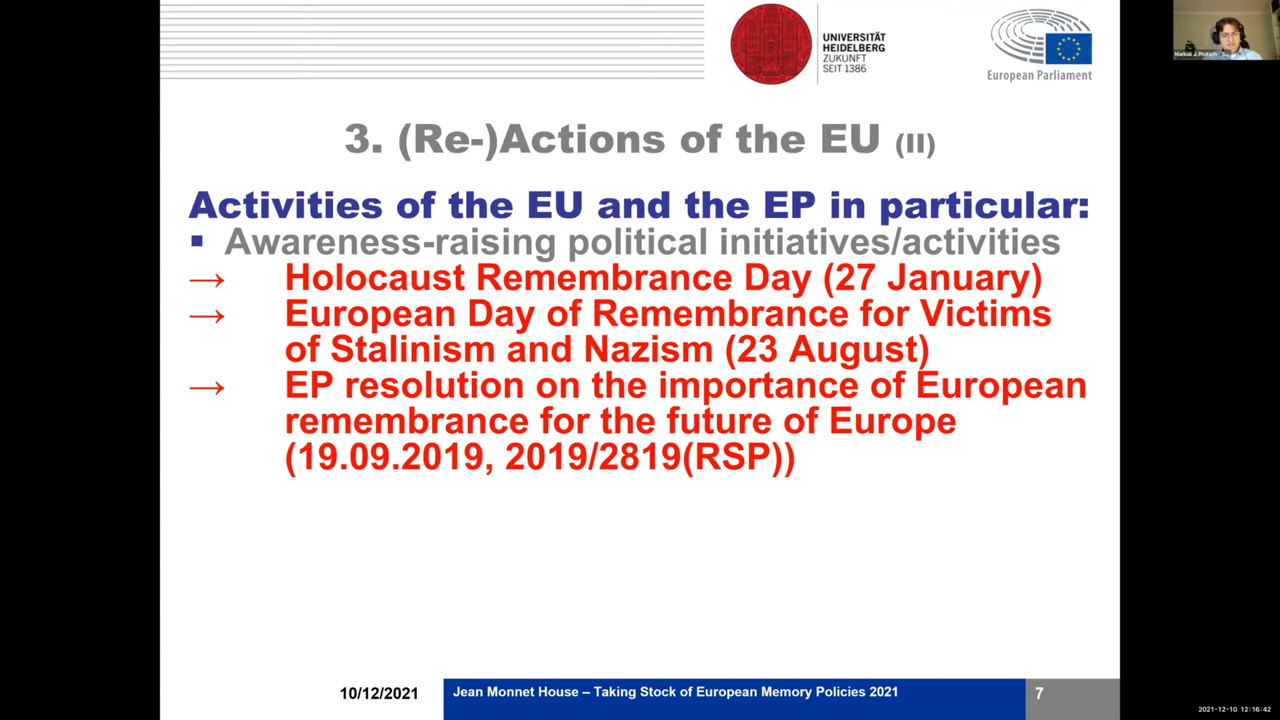 UNIVERSITÄT
HEIDELBERG
ZUKUNFT
SEIT 1386
European Parliament
Markus J. Prutsch
3. (Re-)Actions of the EU (II)
Activities of the EU and the EP in particular:
▪ Awareness-raising political initiatives/activities
→ Holocaust Remembrance Day (27 January)
→ European Day of Remembrance for Victims
of Stalinism and Nazism (23 August)
→ EP resolution on the importance of European
remembrance for the future of Europe
(19.09.2019, 2019/2819(RSP))
10/12/2021
Jean Monnet House – Taking Stock of European Memory Policies 2021
7
2021-12-10 12:16:42